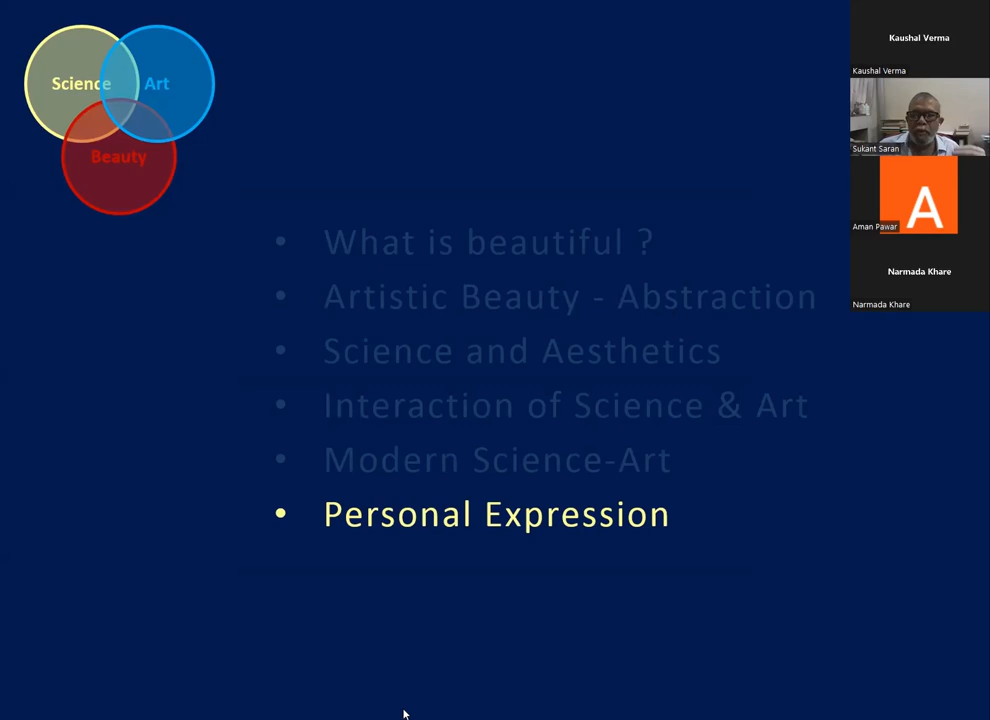 Science Art
Beauty
• What is beautiful ?
• Artistic Beauty - Abstraction
• Science and Aesthetics
• Interaction of Science & Art
• Modern Science-Art
• Personal Expression
Kaushal Verma
Kaushal Verma
Sukant Saran
A
Aman Pawar
Narmada Khare
Narmada Khare